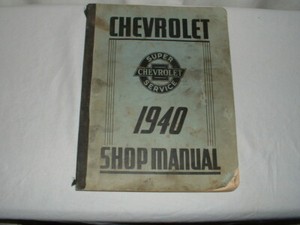 CHEVROLET
SUPER
CHEVROLET
SERVICE
1940
SHOP MANUAL